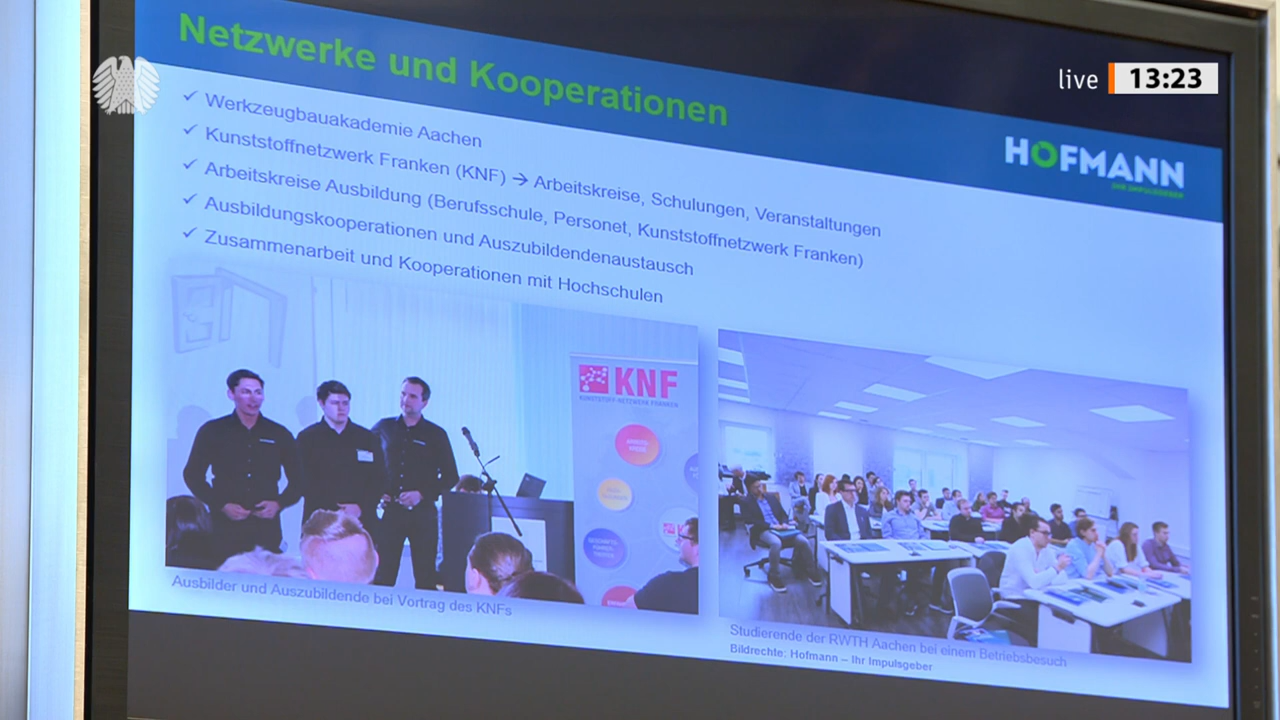 live 13:23
Netzwerke und Kooperationen
HOFMANN
IHR IMPULSGEBER
✓ Werkzeugbauakademie Aachen
✓ Kunststoffnetzwerk Franken (KNF) → Arbeitskreise, Schulungen, Veranstaltungen
✓ Arbeitskreise Ausbildung (Berufsschule, Personet, Kunststoffnetzwerk Franken)
✓ Ausbildungskooperationen und Auszubildendenaustausch
✓ Zusammenarbeit und Kooperationen mit Hochschulen
KNF
KUNSTSTOFF-NETZWERK FRANKEN
Ausbilder und Auszubildende bei Vortrag des KNFs
Studierende der RWTH Aachen bei einem Betriebsbesuch
Bildrechte: Hofmann – Ihr Impulsgeber